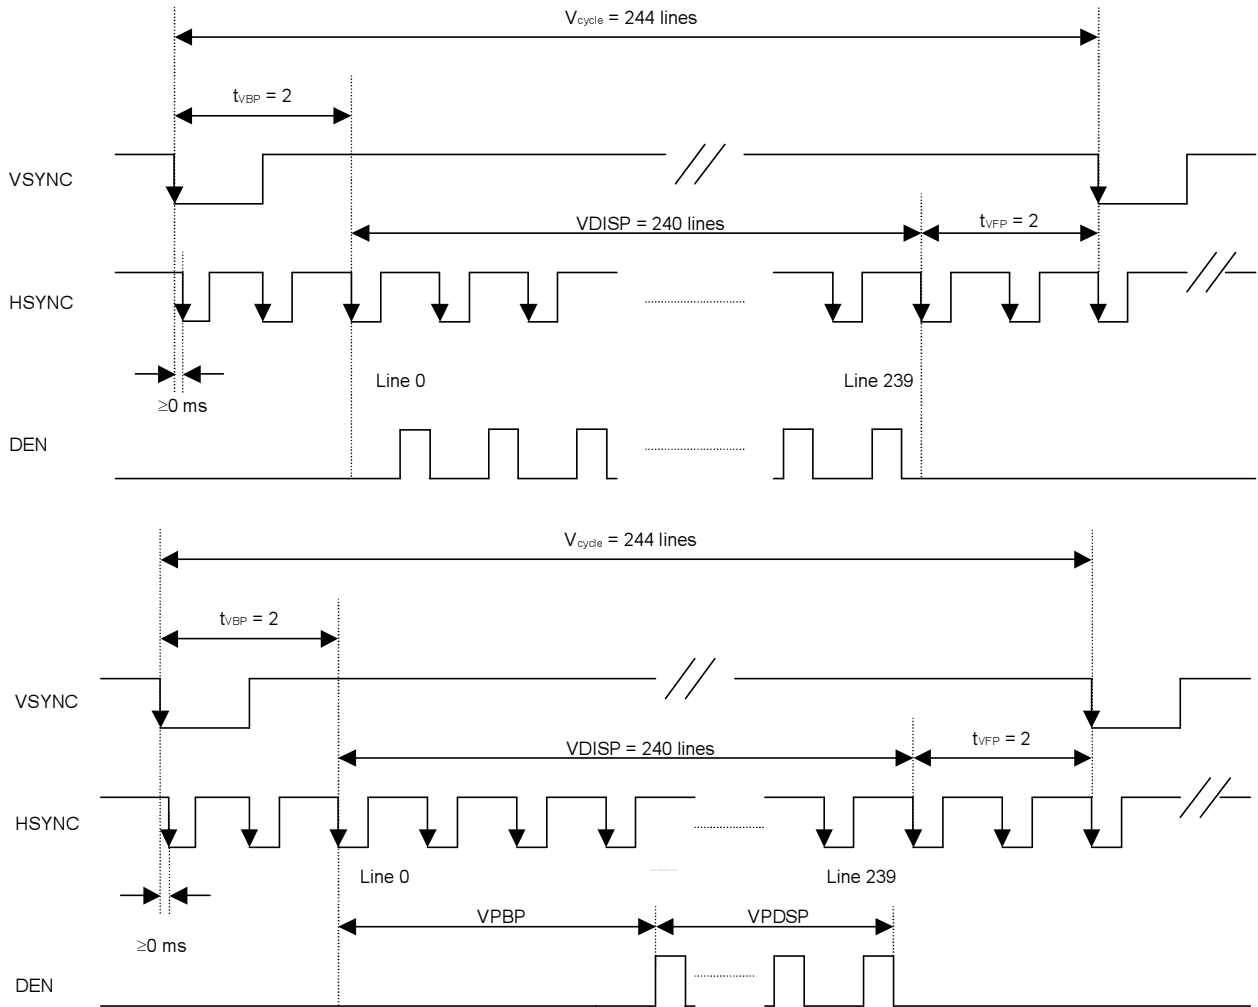 Vcycle = 244 lines
tVBP = 2
VSYNC
VDISP = 240 lines
tVFP = 2
HSYNC
Line 0
Line 239
≥0 ms
DEN
Vcycle = 244 lines
tVBP = 2
VSYNC
VDISP = 240 lines
tVFP = 2
HSYNC
Line 0
Line 239
VPBP
VPDSP
≥0 ms
DEN